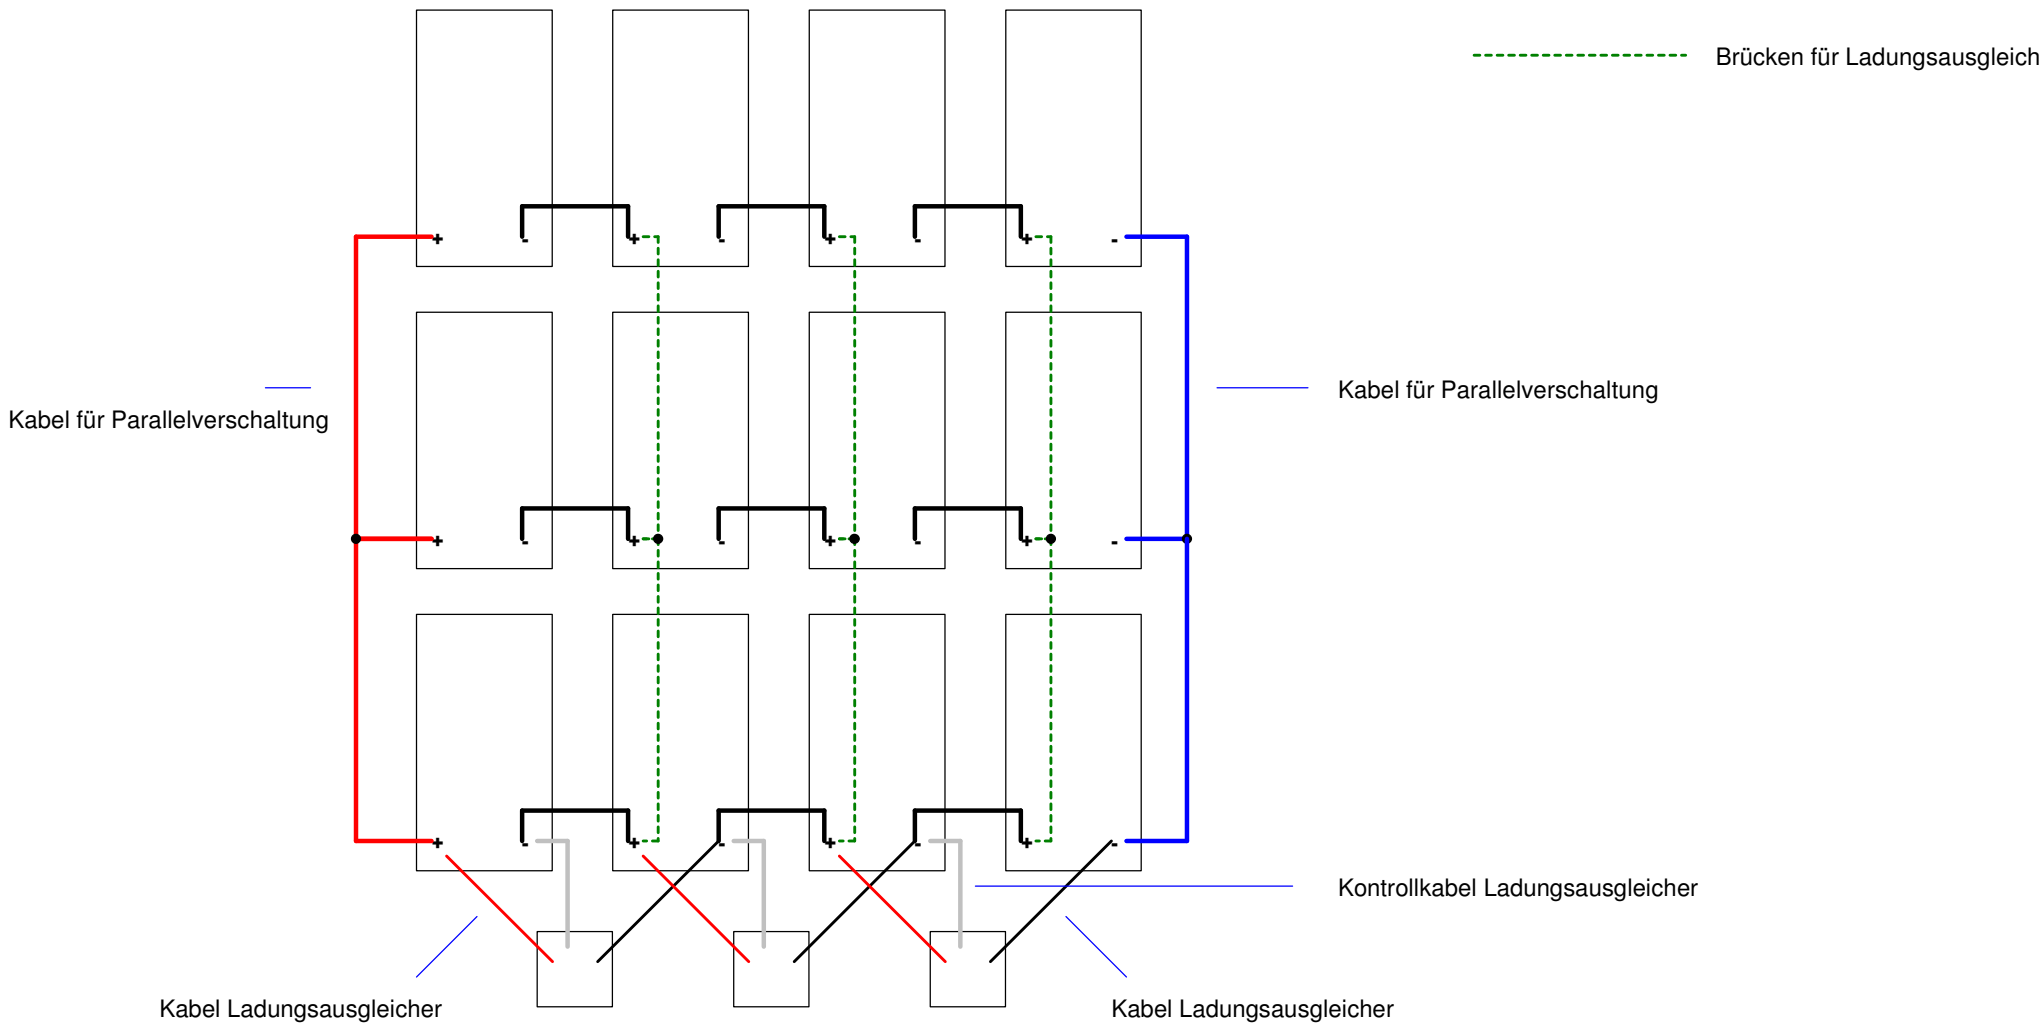 Brücken für Ladungsausgleich
+ - + - + - + -
Kabel für Parallelverschaltung
Kabel für Parallelverschaltung
+ - + - + - + -
+ - + - + - + -
Kontrollkabel Ladungsausgleicher
Kabel Ladungsausgleicher
Kabel Ladungsausgleicher